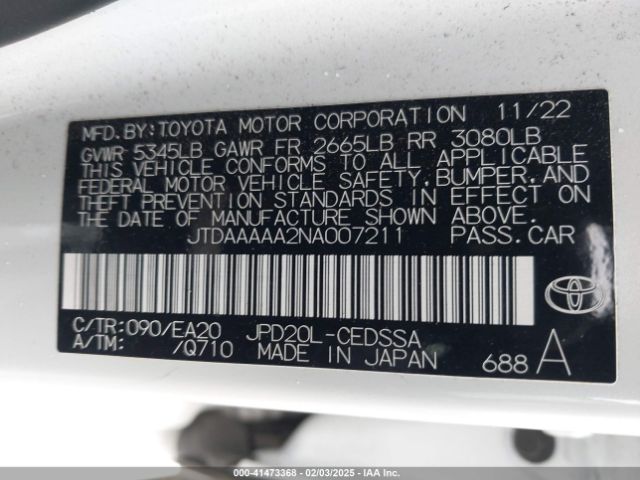 MFD.BY:TOYOTA MOTOR CORPORATION 11/22
GVWR 5345LB GAWR FR 2665LB RR 3080LB
THIS VEHICLE CONFORMS TO ALL APPLICABLE
FEDERAL MOTOR VEHICLE SAFETY,BUMPER,AND
THEFT PREVENTION STANDARDS IN EFFECT ON
THE DATE OF MANUFACTURE SHOWN ABOVE.
JTDAAAAA2NA007211 PASS.CAR
C/TR:090/EA20 JPD20L-CEDSSA
A/TM: /Q710 MADE IN JAPAN 688 A
000-41473368 - 02/03/2025 - COPARTS.COM